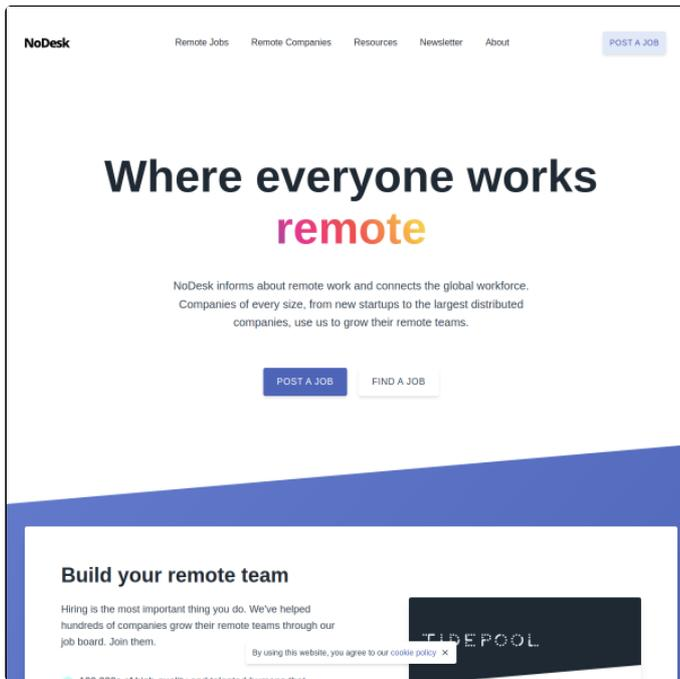 NoDesk
Remote Jobs
Remote Companies
Resources
Newsletter
About
POST A JOB
Where everyone works
remote
NoDesk informs about remote work and connects the global workforce.
Companies of every size, from new startups to the largest distributed
companies, use us to grow their remote teams.
POST A JOB
FIND A JOB
Build your remote team
Hiring is the most important thing you do. We've helped
hundreds of companies grow their remote teams through our
job board. Join them.
TIDEPOOL
By using this website, you agree to our cookie policy ✕